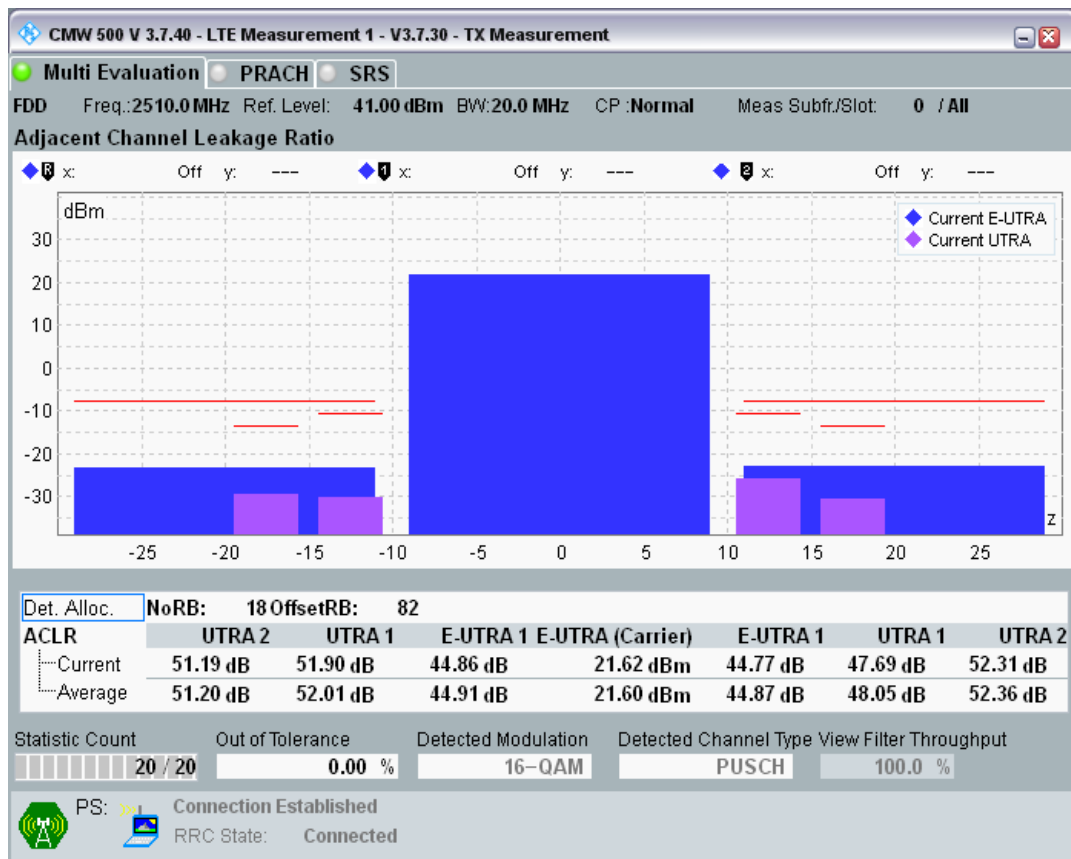 CMW 500 V 3.7.40 - LTE Measurement 1 - V3.7.30 - TX Measurement
Multi Evaluation PRACH SRS
FDD Freq.:2510.0 MHz Ref. Level: 41.00 dBm BW:20.0 MHz CP :Normal Meas Subfr./Slot: 0 / All
Adjacent Channel Leakage Ratio
R x: Off y: --- 1 x: Off y: --- 2 x: Off y: ---
dBm
Current E-UTRA
Current UTRA
30
20
10
0
-10
-20
-30
z
-25 -20 -15 -10 -5 0 5 10 15 20 25
Det. Alloc. NoRB: 18 OffsetRB: 82
ACLR UTRA 2 UTRA 1 E-UTRA 1 E-UTRA (Carrier) E-UTRA 1 UTRA 1 UTRA 2
Current 51.19 dB 51.90 dB 44.86 dB 21.62 dBm 44.77 dB 47.69 dB 52.31 dB
Average 51.20 dB 52.01 dB 44.91 dB 21.60 dBm 44.87 dB 48.05 dB 52.36 dB
Statistic Count Out of Tolerance Detected Modulation Detected Channel Type View Filter Throughput
20 / 20 0.00 % 16-QAM PUSCH 100.0 %
PS: Connection Established
RRC State: Connected